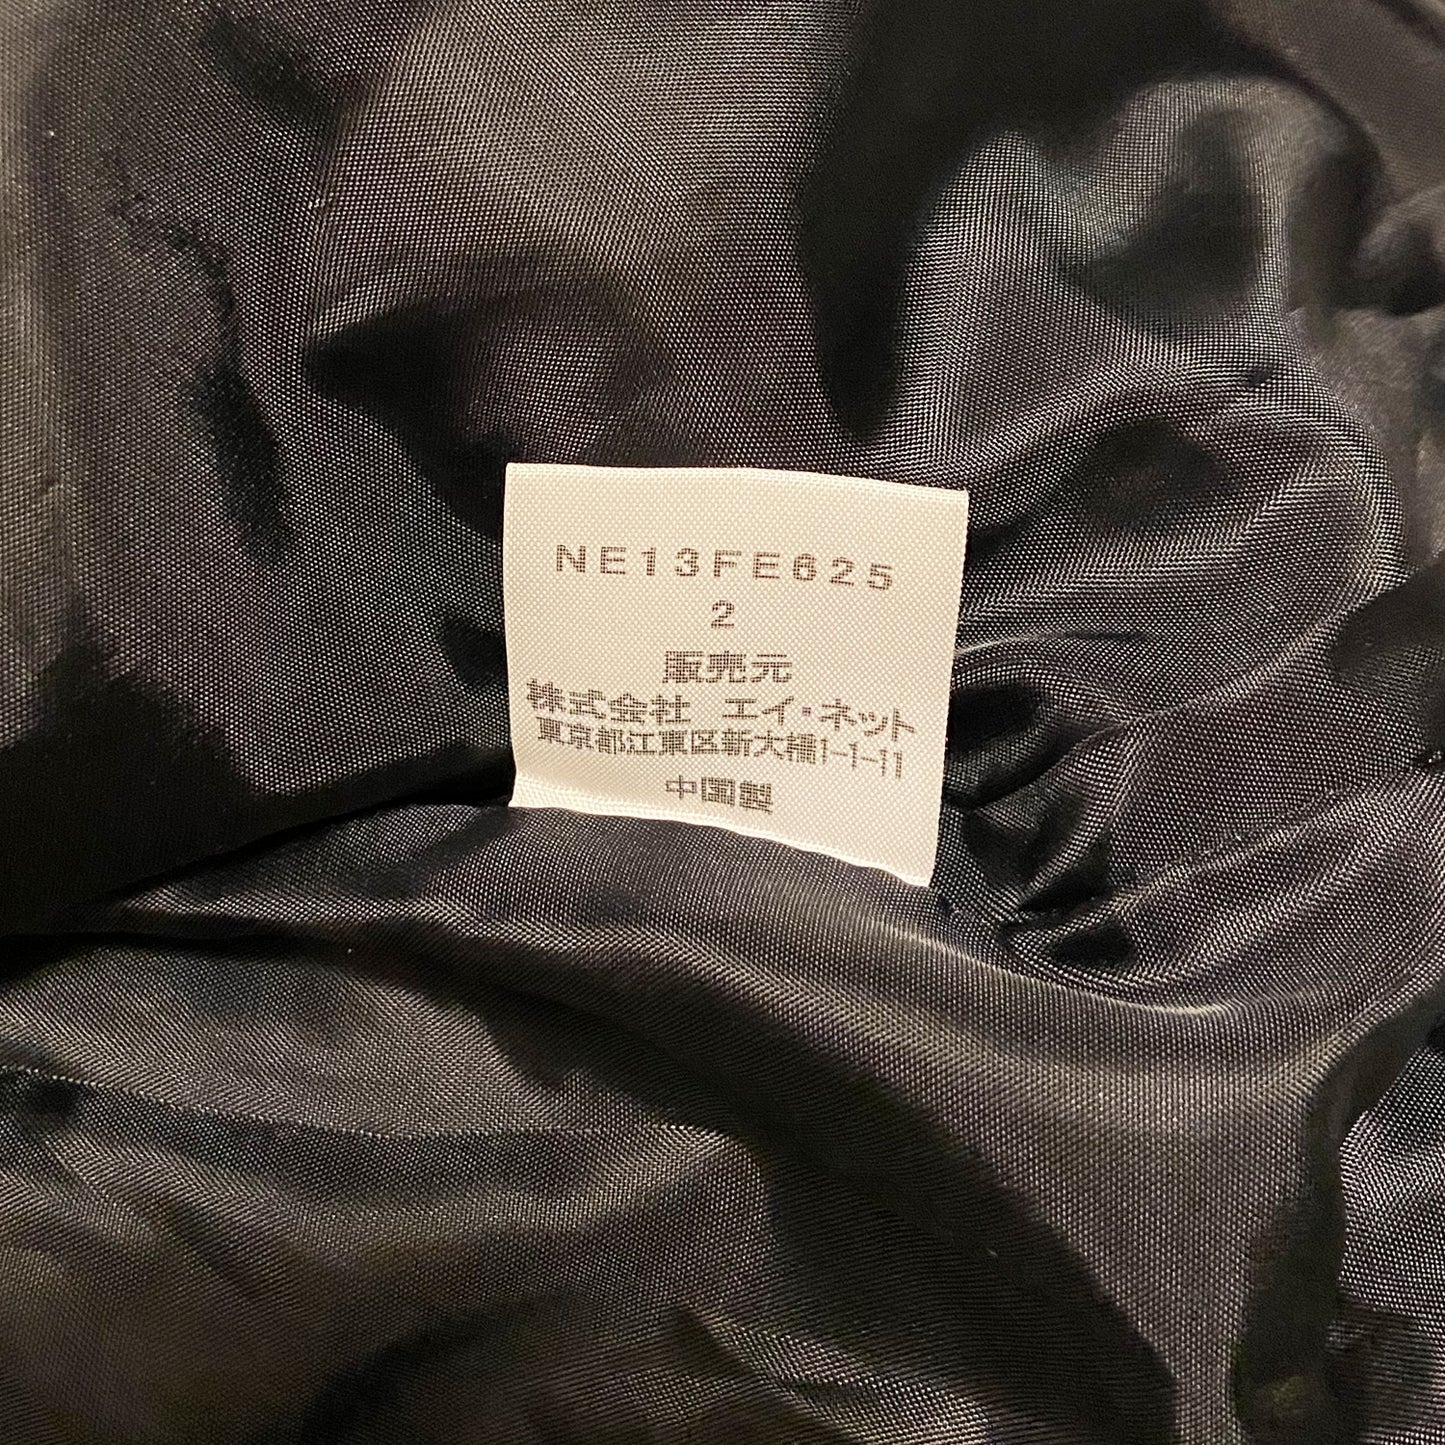 NE13FE625
2
販売元
株式会社　エイ・ネット
東京都江東区新大橋1-1-11
中国製